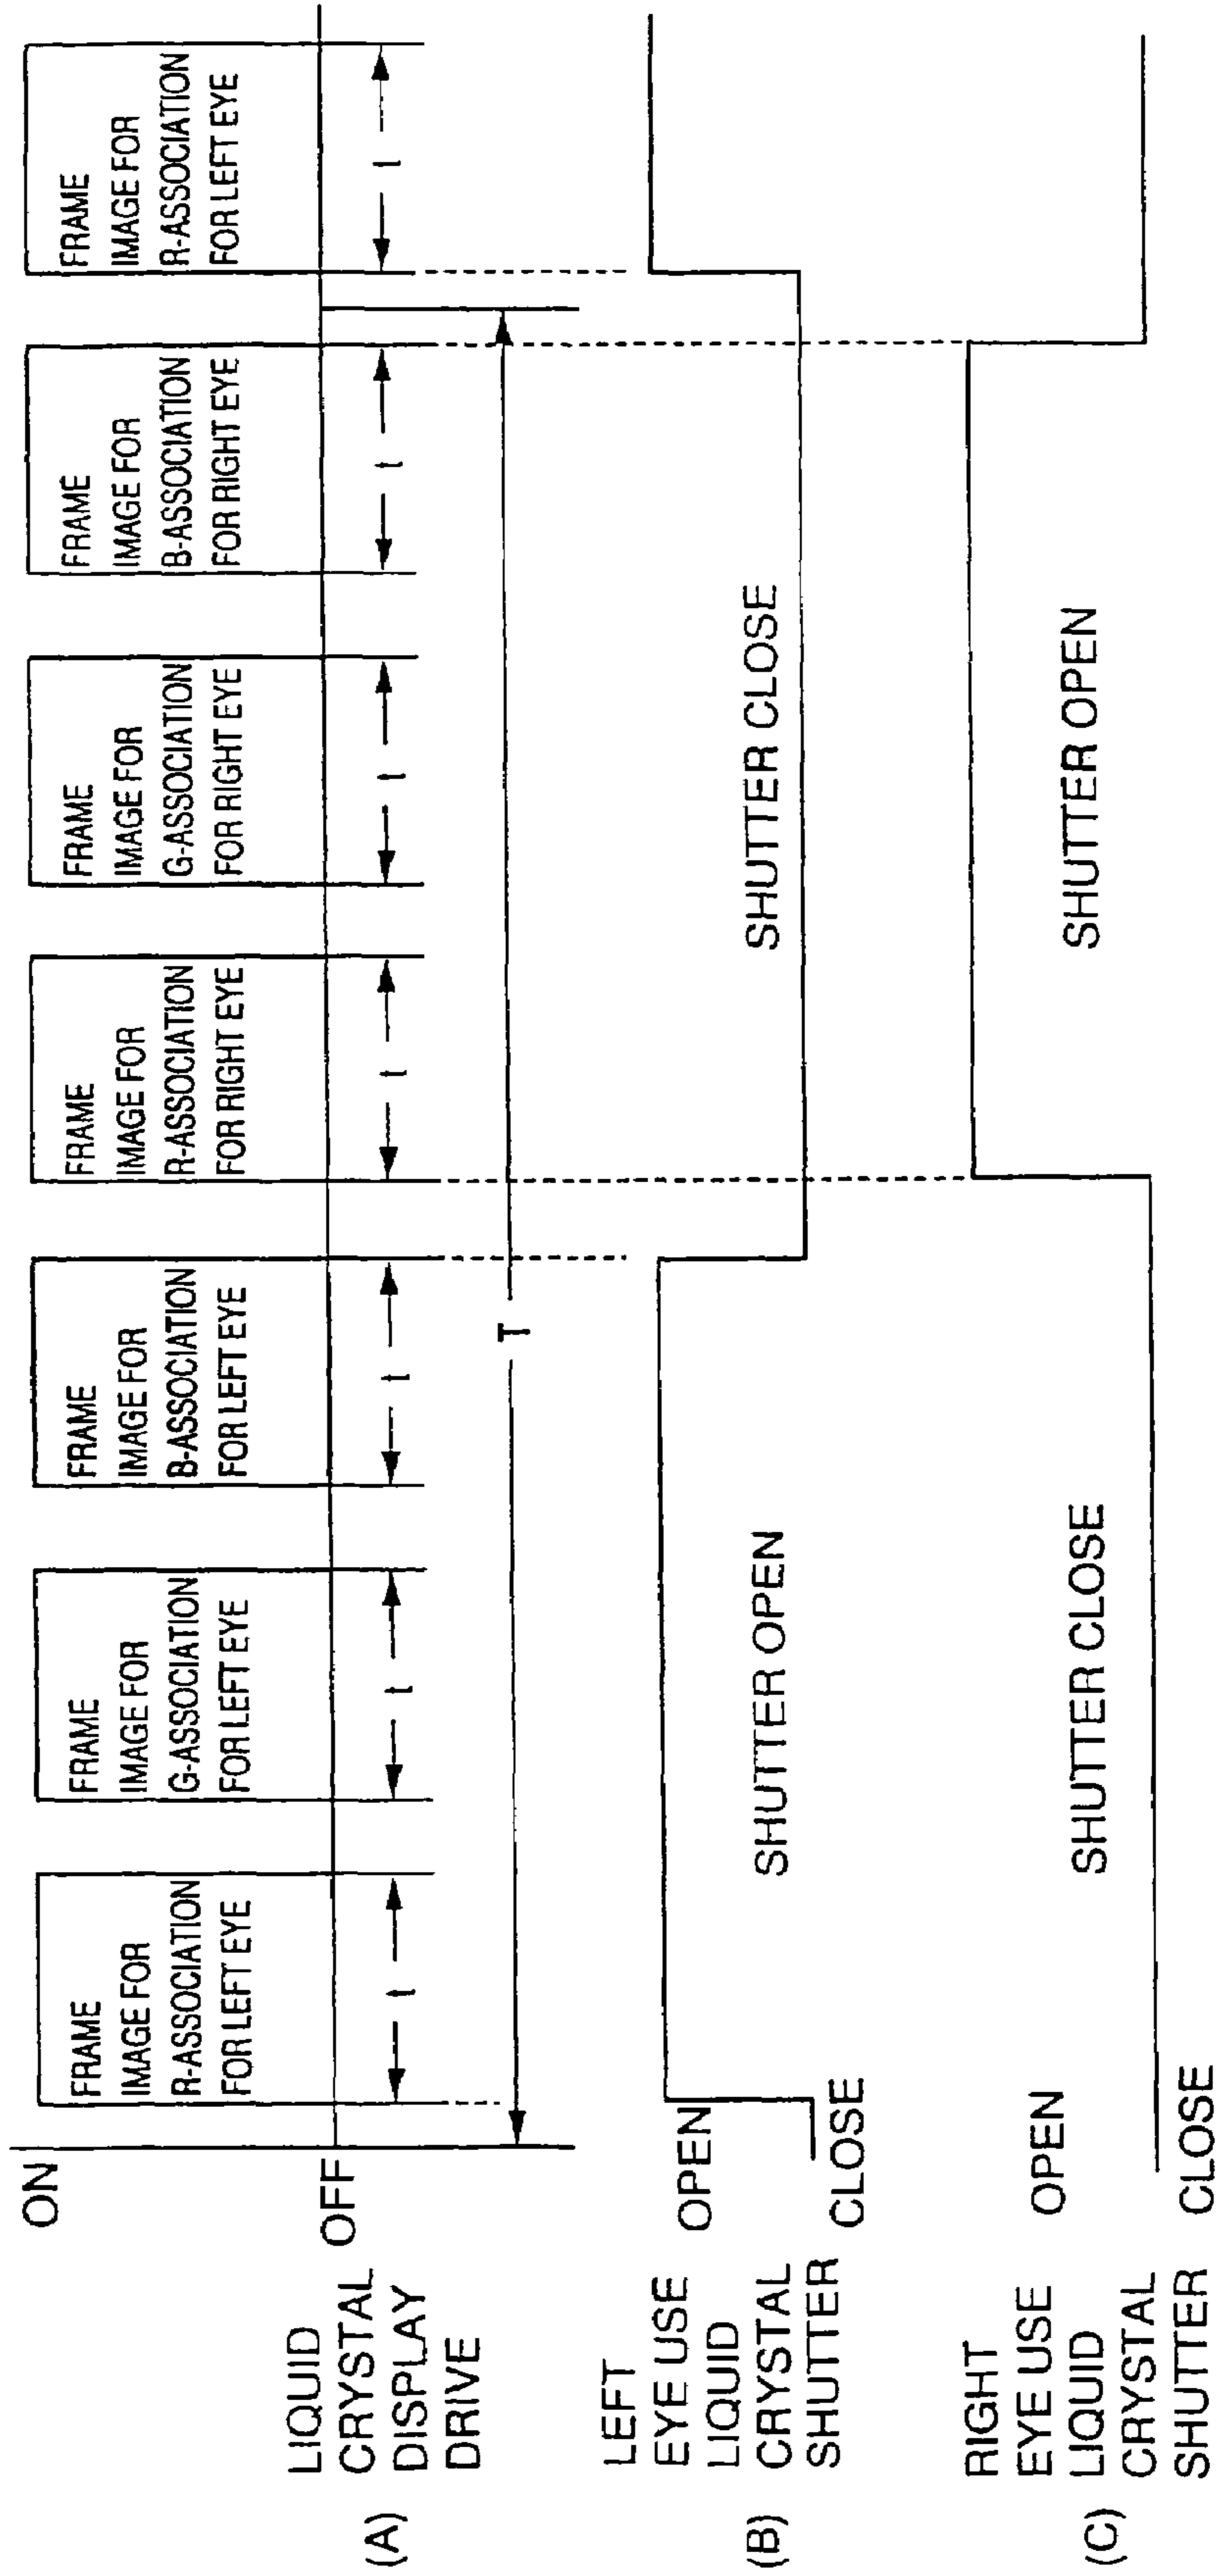 (A)
LIQUID
CRYSTAL
DISPLAY
DRIVE
ON
OFF
FRAME
IMAGE FOR
R-ASSOCIATION
FOR LEFT EYE
t
FRAME
IMAGE FOR
G-ASSOCIATION
FOR LEFT EYE
t
FRAME
IMAGE FOR
B-ASSOCIATION
FOR LEFT EYE
t
FRAME
IMAGE FOR
R-ASSOCIATION
FOR RIGHT EYE
t
FRAME
IMAGE FOR
G-ASSOCIATION
FOR RIGHT EYE
t
FRAME
IMAGE FOR
B-ASSOCIATION
FOR RIGHT EYE
t
FRAME
IMAGE FOR
R-ASSOCIATION
FOR LEFT EYE
t
T
(B)
LEFT
EYE USE
LIQUID
CRYSTAL
SHUTTER
OPEN
CLOSE
SHUTTER OPEN
SHUTTER CLOSE
(C)
RIGHT
EYE USE
LIQUID
CRYSTAL
SHUTTER
OPEN
CLOSE
SHUTTER CLOSE
SHUTTER OPEN